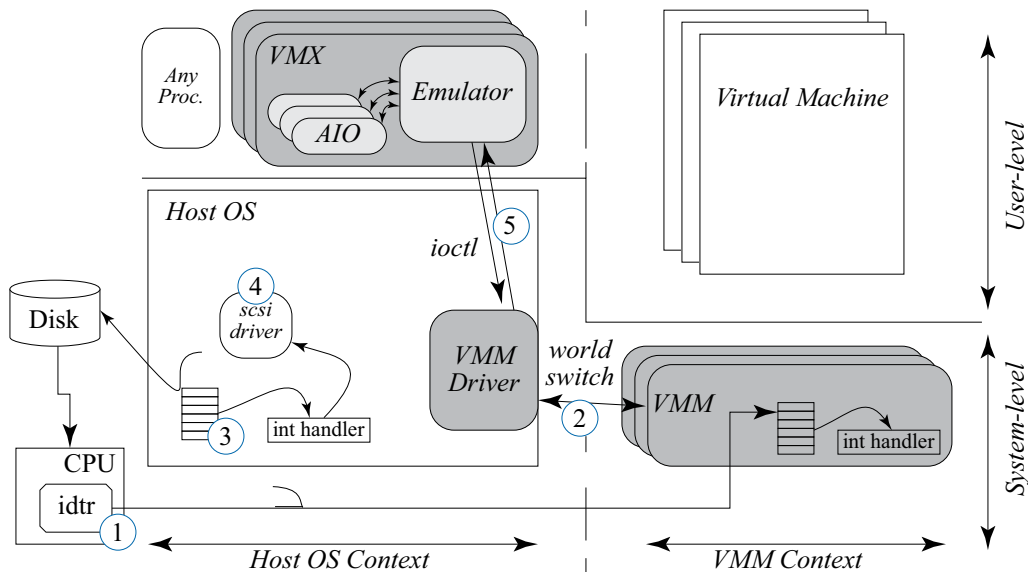 Any
Proc.
VMX
Emulator
AIO
Virtual Machine
User-level
Host OS
5
ioctl
4
scsi
driver
Disk
VMM
Driver
world
switch
2
VMM
3
int handler
int handler
System-level
CPU
idtr
1
Host OS Context
VMM Context